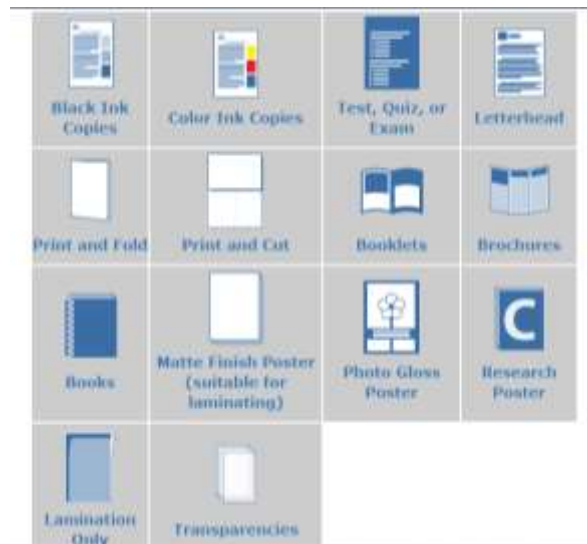 Black Ink
Copies
Color Ink Copies
Test, Quiz, or
Exam
Letterhead
Print and Fold
Print and Cut
Booklets
Brochures
Books
Matte Finish Poster
(suitable for
laminating)
Photo Gloss
Poster
C
Research
Poster
Lamination
Only
Transparencies